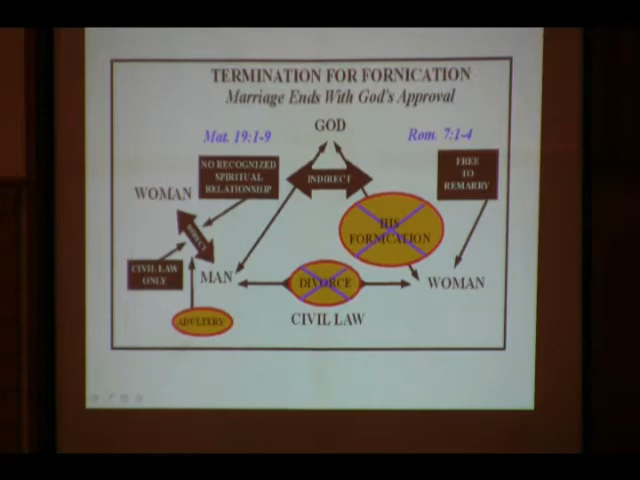 TERMINATION FOR FORNICATION
Marriage Ends With God's Approval
GOD
Mat. 19:1-9
Rom. 7:1-4
NO RECOGNIZED
SPIRITUAL
RELATIONSHIP
INDIRECT
FREE
TO
REMARRY
WOMAN
DIRECT
HIS
FORNICATION
CIVIL LAW
ONLY
MAN
DIVORCE
WOMAN
ADULTERY
CIVIL LAW